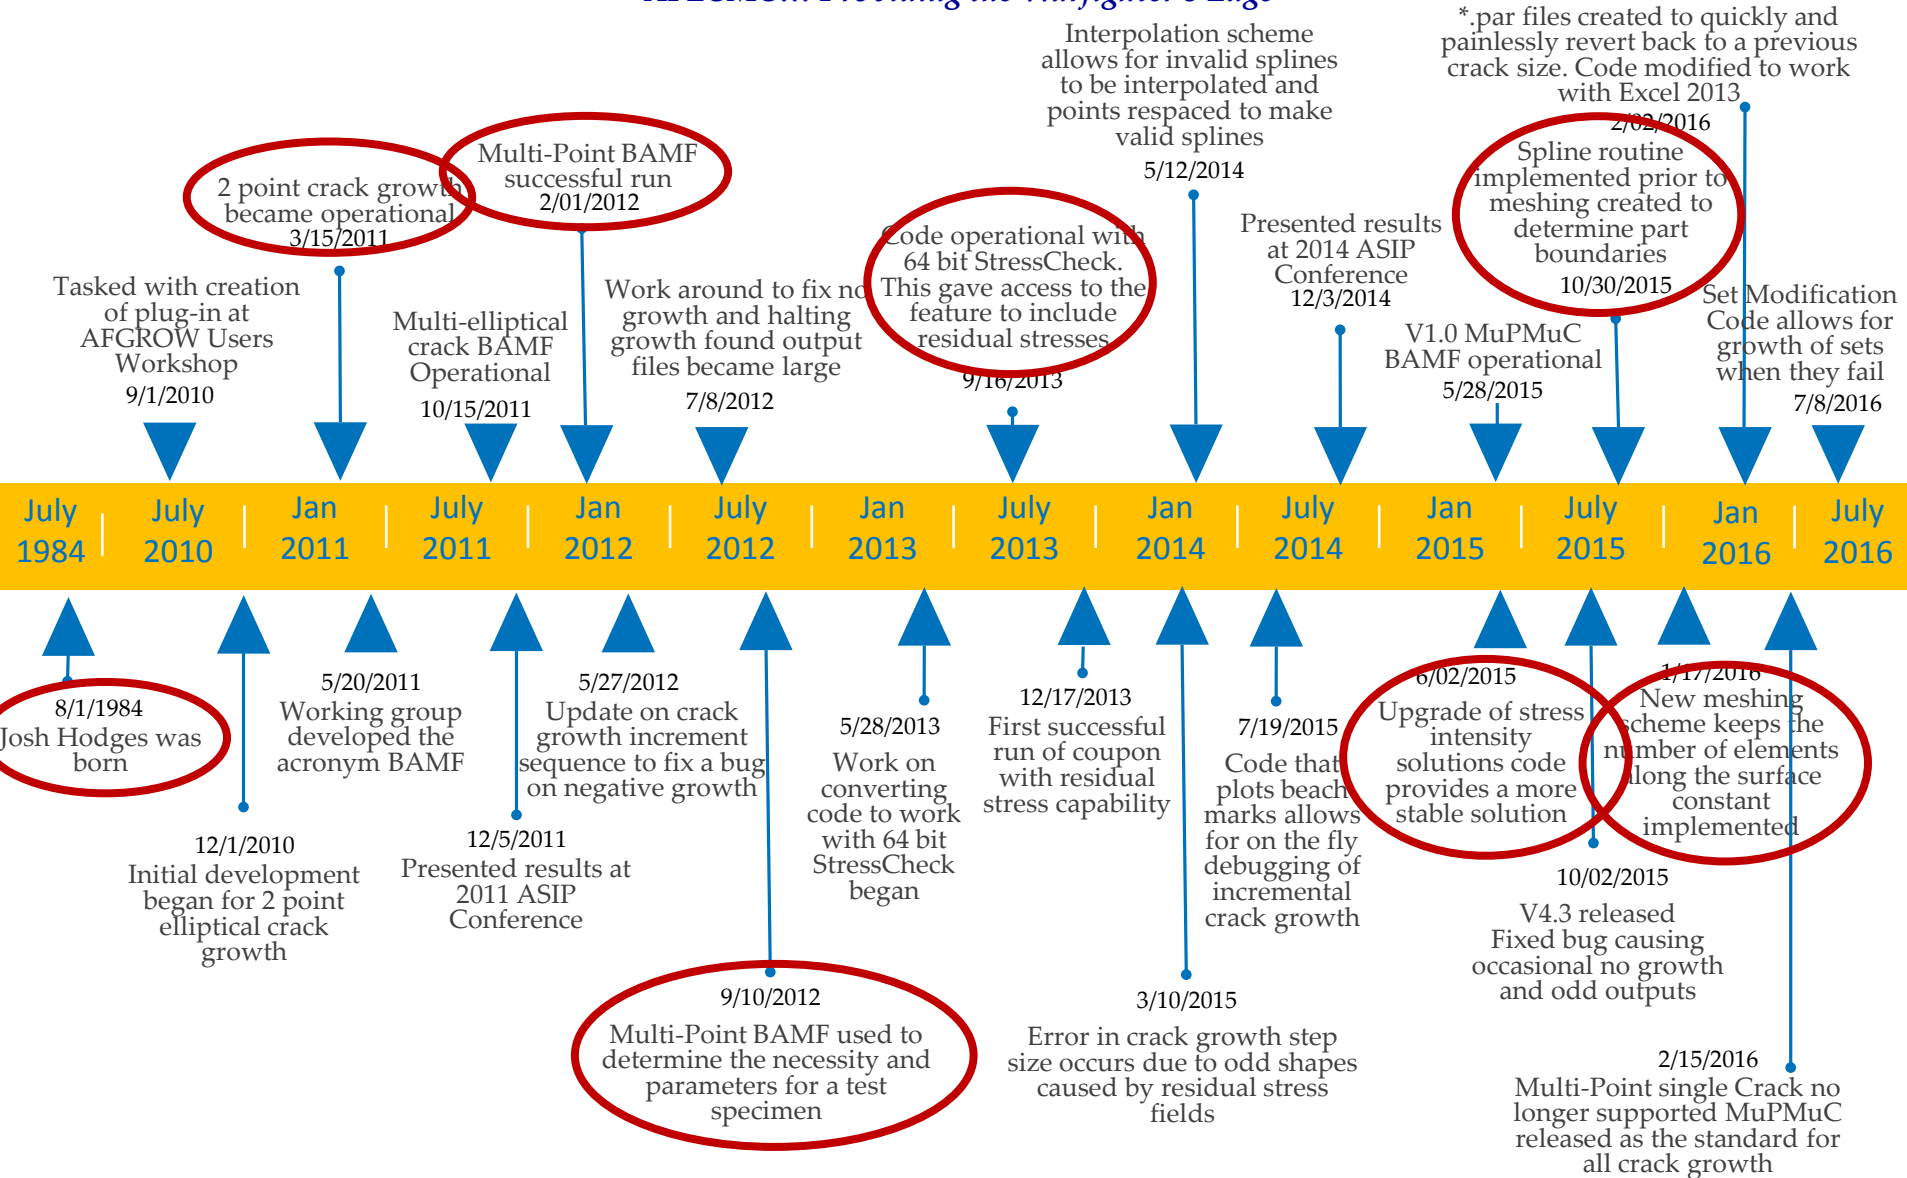 *.par files created to quickly and
painlessly revert back to a previous
crack size. Code modified to work
with Excel 2013
2/02/2016
Interpolation scheme
allows for invalid splines
to be interpolated and
points respaced to make
valid splines
5/12/2014
Multi-Point BAMF
successful run
2/01/2012
2 point crack growth
became operational
3/15/2011
Spline routine
implemented prior to
meshing created to
determine part
boundaries
10/30/2015
Code operational with
64 bit StressCheck.
This gave access to the
feature to include
residual stresses
9/16/2013
Presented results
at 2014 ASIP
Conference
12/3/2014
Tasked with creation
of plug-in at
AFGROW Users
Workshop
9/1/2010
Multi-elliptical
crack BAMF
Operational
10/15/2011
Work around to fix no
growth and halting
growth found output
files became large
7/8/2012
V1.0 MuPMuC
BAMF operational
5/28/2015
Set Modification
Code allows for
growth of sets
when they fail
7/8/2016
July
1984
July
2010
Jan
2011
July
2011
Jan
2012
July
2012
Jan
2013
July
2013
Jan
2014
July
2014
Jan
2015
July
2015
Jan
2016
July
2016
8/1/1984
Josh Hodges was
born
12/1/2010
Initial development
began for 2 point
elliptical crack
growth
5/20/2011
Working group
developed the
acronym BAMF
12/5/2011
Presented results at
2011 ASIP
Conference
5/27/2012
Update on crack
growth increment
sequence to fix a bug
on negative growth
9/10/2012
Multi-Point BAMF used to
determine the necessity and
parameters for a test
specimen
5/28/2013
Work on
converting
code to work
with 64 bit
StressCheck
began
12/17/2013
First successful
run of coupon
with residual
stress capability
3/10/2015
Error in crack growth step
size occurs due to odd shapes
caused by residual stress
fields
7/19/2015
Code that
plots beach
marks allows
for on the fly
debugging of
incremental
crack growth
6/02/2015
Upgrade of stress
intensity
solutions code
provides a more
stable solution
10/02/2015
V4.3 released
Fixed bug causing
occasional no growth
and odd outputs
1/17/2016
New meshing
scheme keeps the
number of elements
along the surface
constant
implemented
2/15/2016
Multi-Point single Crack no
longer supported MuPMuC
released as the standard for
all crack growth